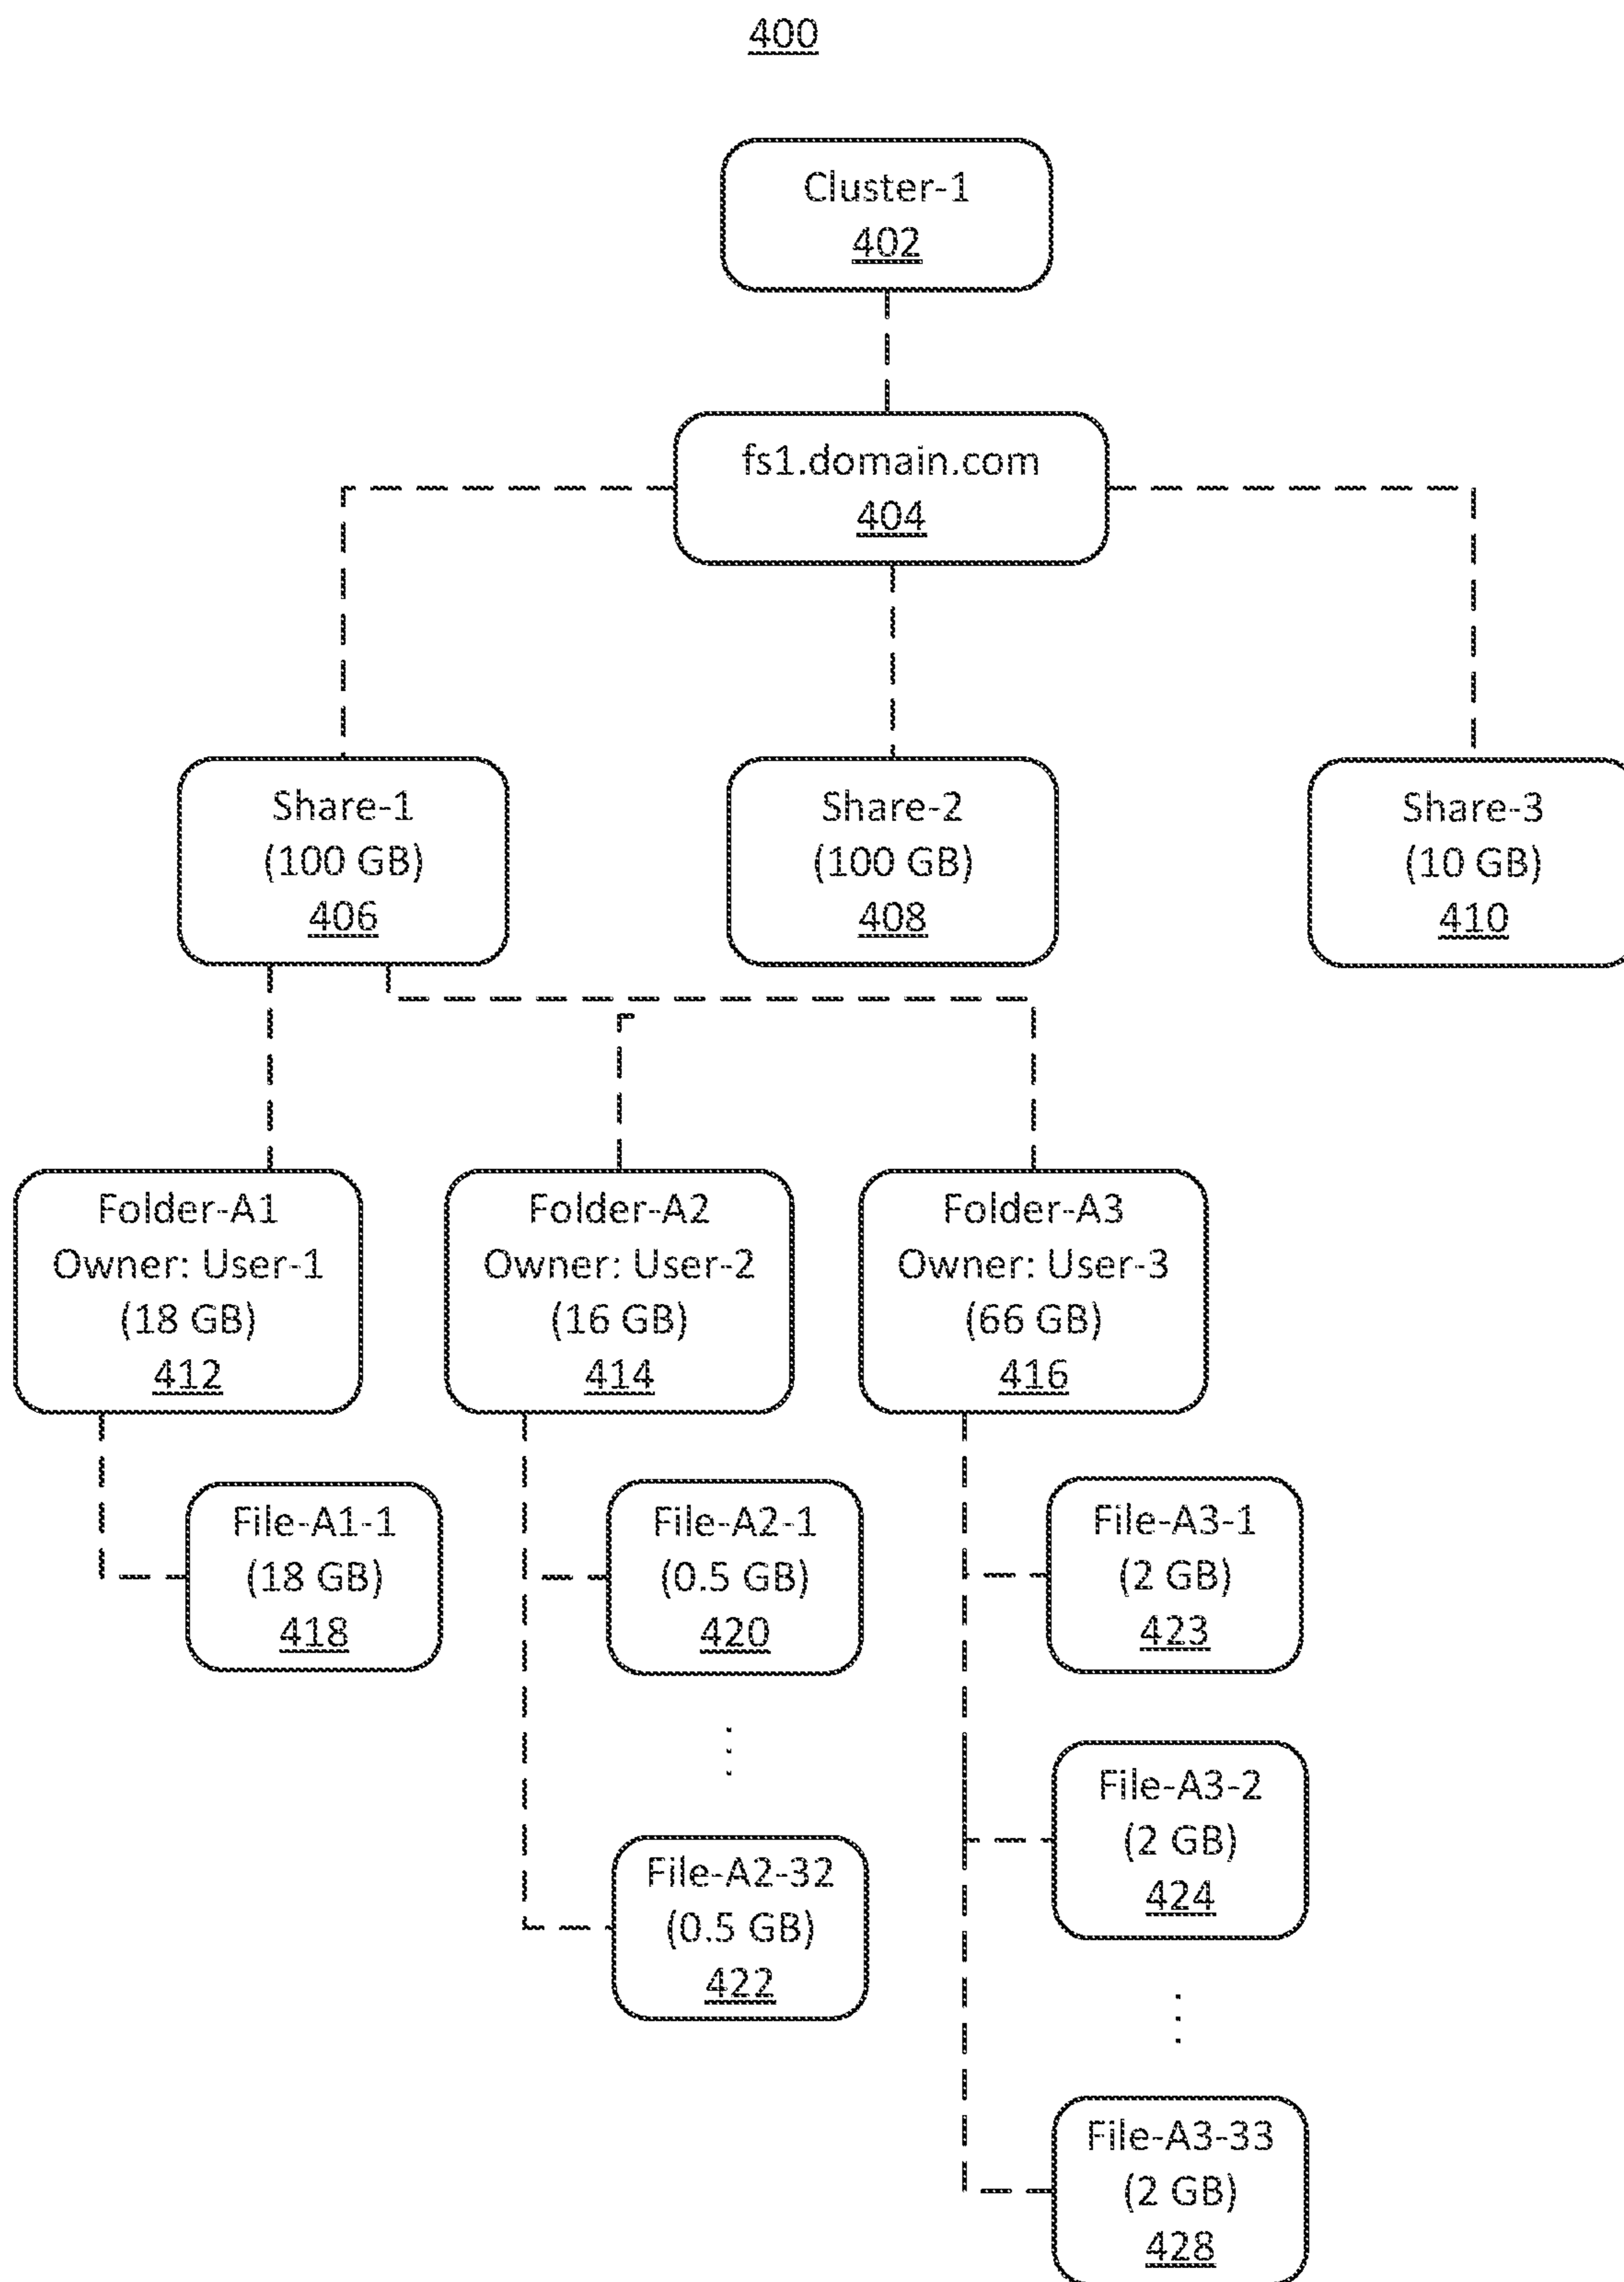 400
Cluster-1
402
fs1.domain.com
404
Share-1
(100 GB)
406
Share-2
(100 GB)
408
Share-3
(10 GB)
410
Folder-A1
Owner: User-1
(18 GB)
412
Folder-A2
Owner: User-2
(16 GB)
414
Folder-A3
Owner: User-3
(66 GB)
416
File-A1-1
(18 GB)
418
File-A2-1
(0.5 GB)
420
⋮
File-A2-32
(0.5 GB)
422
File-A3-1
(2 GB)
423
File-A3-2
(2 GB)
424
⋮
File-A3-33
(2 GB)
428